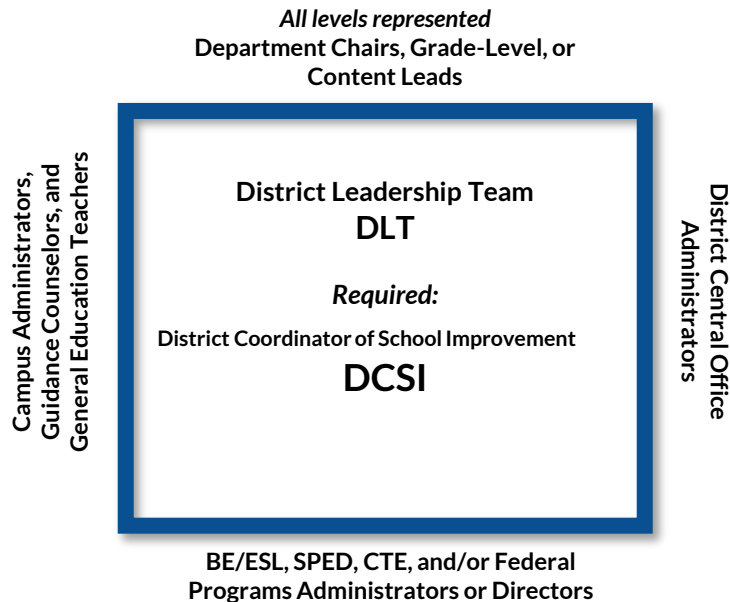 All levels represented
Department Chairs, Grade-Level, or
Content Leads
Campus Administrators,
Guidance Counselors, and
General Education Teachers
District Leadership Team
DLT
Required:
District Coordinator of School Improvement
DCSI
District Central Office
Administrators
BE/ESL, SPED, CTE, and/or Federal
Programs Administrators or Directors